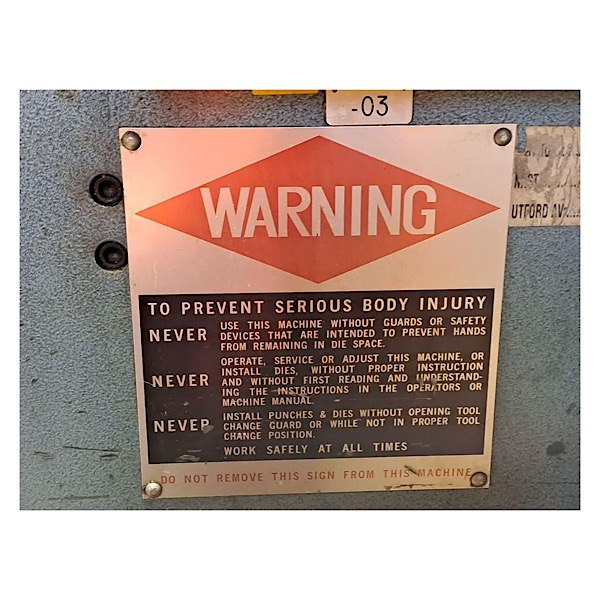 -03
WARNING
UTFORD AV
TO PREVENT SERIOUS BODY INJURY
NEVER USE THIS MACHINE WITHOUT GUARDS OR SAFETY
DEVICES THAT ARE INTENDED TO PREVENT HANDS
FROM REMAINING IN DIE SPACE.
NEVER OPERATE, SERVICE OR ADJUST THIS MACHINE, OR
INSTALL DIES, WITHOUT PROPER INSTRUCTION
AND WITHOUT FIRST READING AND UNDERSTAND-
ING THE INSTRUCTIONS IN THE OPERATORS OR
MACHINE MANUAL.
NEVER INSTALL PUNCHES & DIES WITHOUT OPENING TOOL
CHANGE GUARD OR WHILE NOT IN PROPER TOOL
CHANGE POSITION.
WORK SAFELY AT ALL TIMES
DO NOT REMOVE THIS SIGN FROM THIS MACHINE